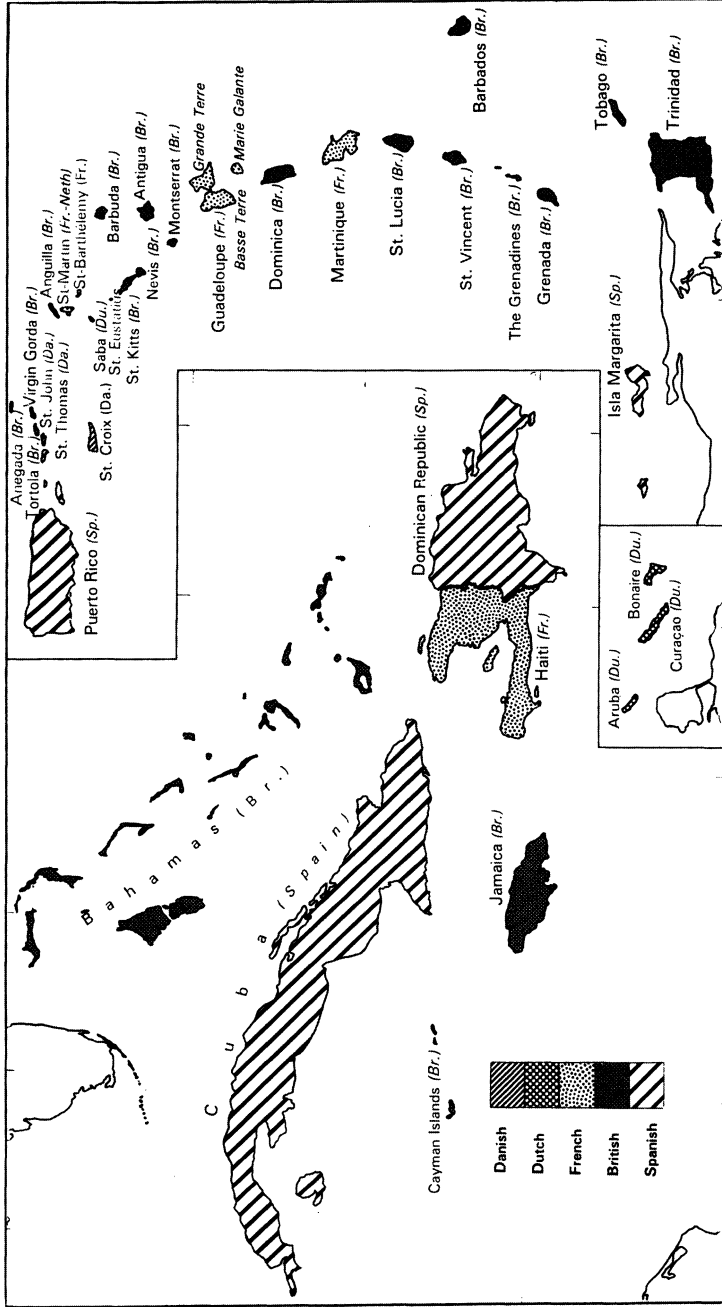 Anegada (Br.)
Tortola (Br.)
Virgin Gorda (Br.)
St. John (Da.)
St. Thomas (Da.)
Anguilla (Br.)
St-Martin (Fr.-Neth)
St-Barthélemy (Fr.)
Puerto Rico (Sp.)
St. Croix (Da.)
Saba (Du.)
St. Eustatius
St. Kitts (Br.)
Nevis (Br.)
Barbuda (Br.)
Antigua (Br.)
Montserrat (Br.)
Guadeloupe (Fr.)
Grande Terre
Basse Terre
Marie Galante
Dominica (Br.)
Martinique (Fr.)
St. Lucia (Br.)
St. Vincent (Br.)
Barbados (Br.)
The Grenadines (Br.)
Grenada (Br.)
Tobago (Br.)
Trinidad (Br.)
Isla Margarita (Sp.)
Bahamas (Br.)
Cuba (Spain)
Dominican Republic (Sp.)
Haiti (Fr.)
Jamaica (Br.)
Cayman Islands (Br.)
Aruba (Du.)
Bonaire (Du.)
Curaçao (Du.)
Danish
Dutch
French
British
Spanish